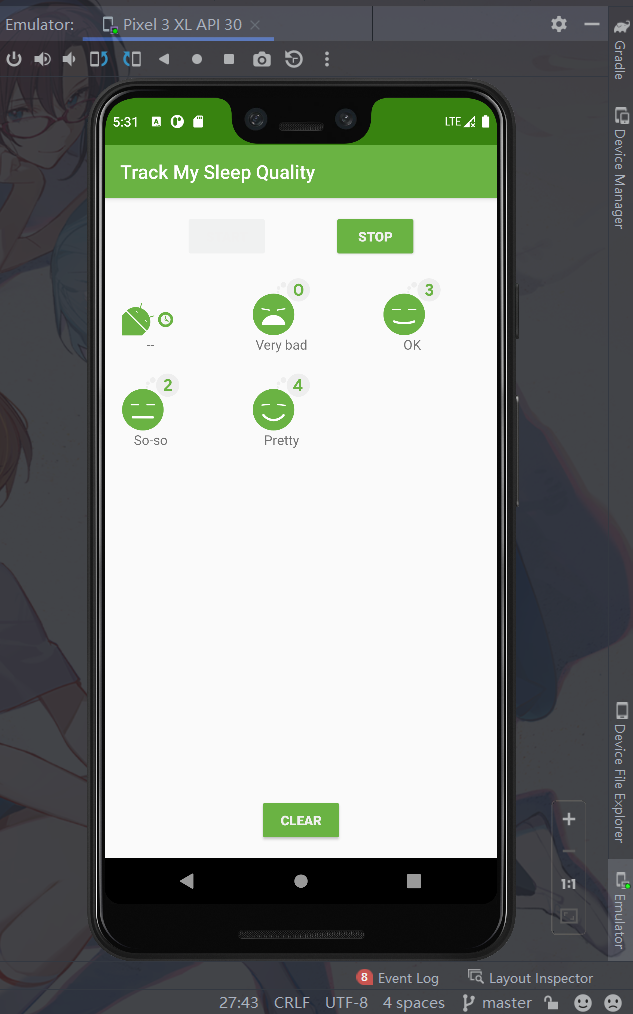 Emulator: Pixel 3 XL API 30
Gradle
Device Manager
5:31 LTE
Track My Sleep Quality
STOP
0 3
-- Very bad OK
2 4
So-so Pretty
CLEAR
Device File Explorer
1:1
Emulator
8 Event Log Layout Inspector
27:43 CRLF UTF-8 4 spaces master